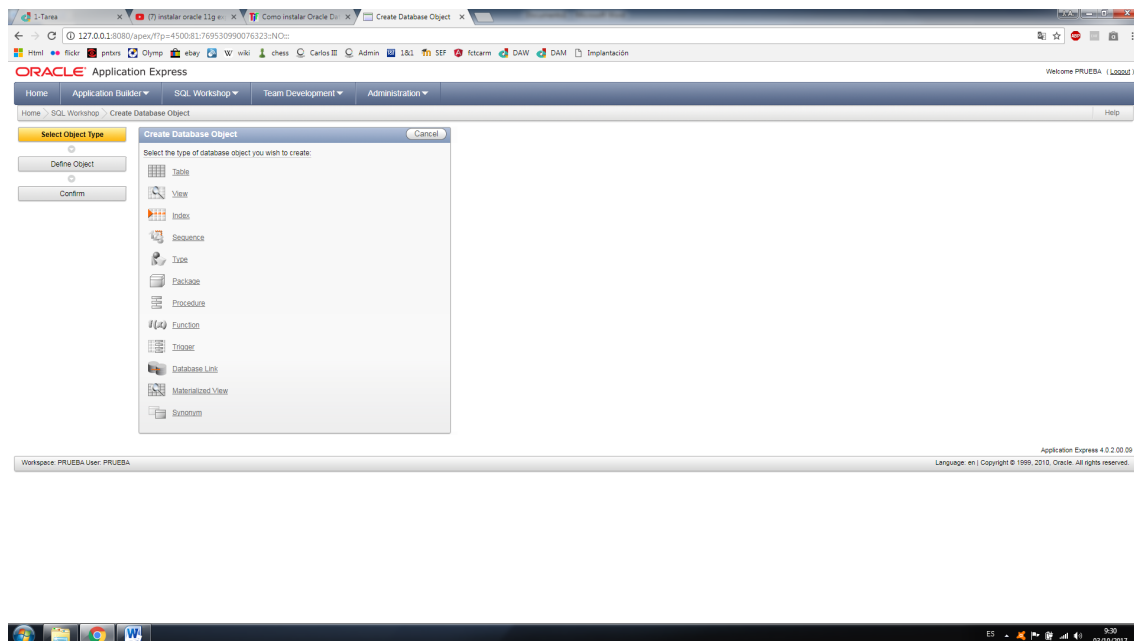 1-Tarea
(7) instalar oracle 11g ex
Como instalar Oracle Da
Create Database Object
127.0.0.1:8080/apex/f?p=4500:81:769530990076323::NO:::
Html flickr pntrs Olymp ebay wiki chess Carlos III Admin 1&1 SEF fctcarm DAW DAM Implantación
ORACLE Application Express
Welcome PRUEBA (Logout)
Home Application Builder SQL Workshop Team Development Administration
Home SQL Workshop Create Database Object Help
Select Object Type
Define Object
Confirm
Create Database Object Cancel
Select the type of database object you wish to create:
Table
View
Index
Sequence
Type
Package
Procedure
f(x) Function
Trigger
Database Link
Materialized View
Synonym
Application Express 4.0.2.00.09
Workspace: PRUEBA User: PRUEBA
Language: en | Copyright © 1999, 2010, Oracle. All rights reserved.
ES
9:30
03/10/2017